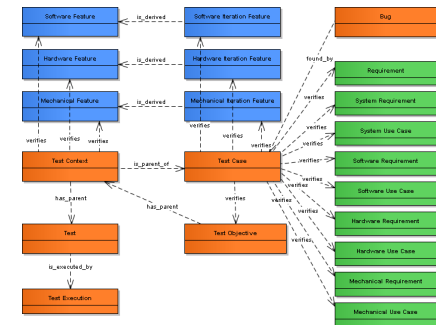 Software Feature
is_derived
Software Iteration Feature
Bug
Hardware Feature
is_derived
Hardware Iteration Feature
found_by
Requirement
Mechanical Feature
is_derived
Mechanical Iteration Feature
verifies
System Requirement
verifies
verifies
verifies
verifies
verifies
verifies
verifies
System Use Case
verifies
Test Context
is_parent_of
Test Case
verifies
Software Requirement
verifies
verifies
Software Use Case
has_parent
has_parent
verifies
verifies
verifies
Hardware Requirement
Test
Test Objective
verifies
Hardware Use Case
is_executed_by
Mechanical Requirement
Test Execution
Mechanical Use Case